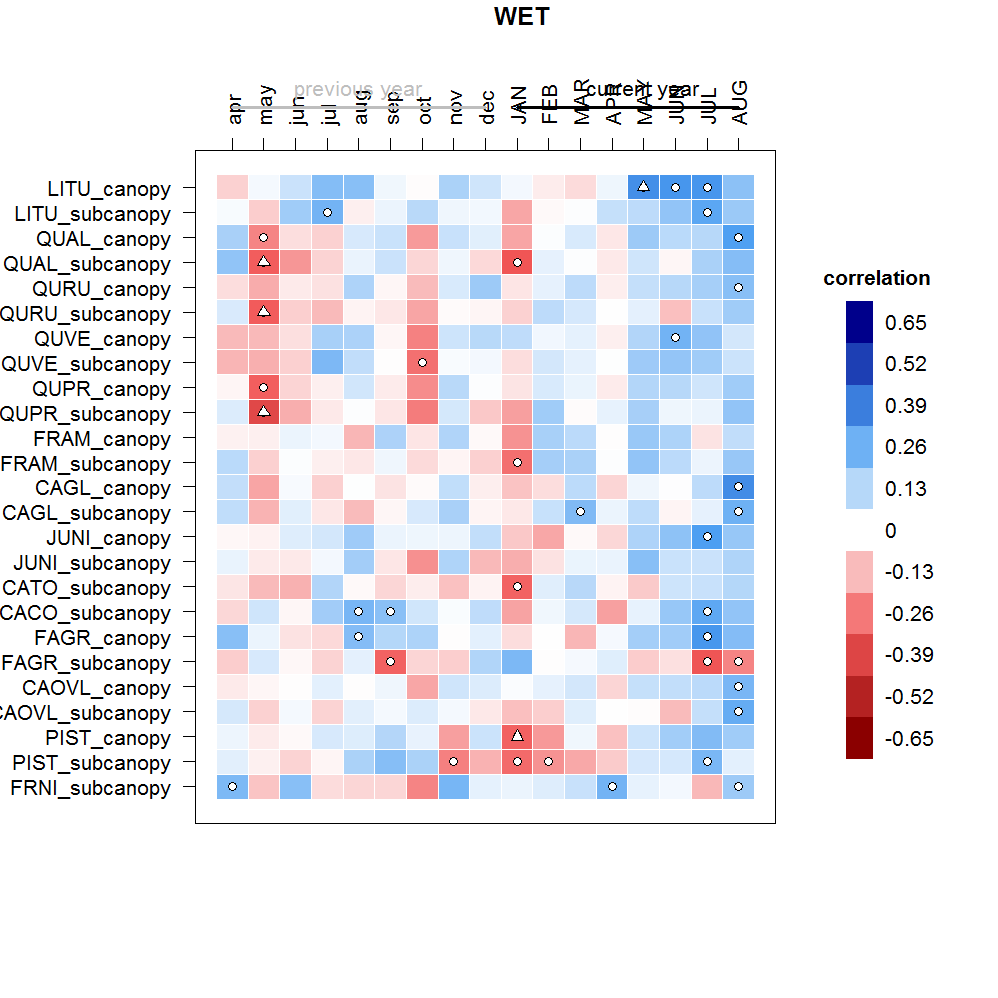 WET
previous year
current year
apr may jun jul aug sep oct nov dec JAN FEB MAR APR MAY JUN JUL AUG
LITU_canopy
LITU_subcanopy
QUAL_canopy
QUAL_subcanopy
QURU_canopy
QURU_subcanopy
QUVE_canopy
QUVE_subcanopy
QUPR_canopy
QUPR_subcanopy
FRAM_canopy
FRAM_subcanopy
CAGL_canopy
CAGL_subcanopy
JUNI_canopy
JUNI_subcanopy
CATO_subcanopy
CACO_subcanopy
FAGR_canopy
FAGR_subcanopy
CAOVL_canopy
CAOVL_subcanopy
PIST_canopy
PIST_subcanopy
FRNI_subcanopy
correlation
0.65
0.52
0.39
0.26
0.13
0
-0.13
-0.26
-0.39
-0.52
-0.65